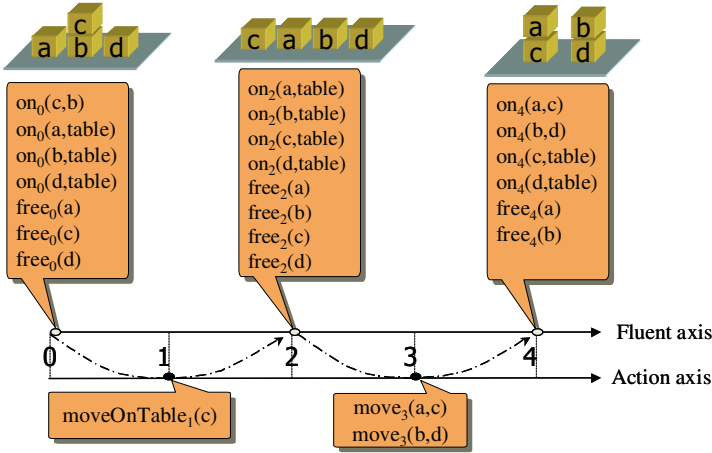 c
a b d
c a b d
a b
c d
on₀(c,b)
on₀(a,table)
on₀(b,table)
on₀(d,table)
free₀(a)
free₀(c)
free₀(d)
on₂(a,table)
on₂(b,table)
on₂(c,table)
on₂(d,table)
free₂(a)
free₂(b)
free₂(c)
free₂(d)
on₄(a,c)
on₄(b,d)
on₄(c,table)
on₄(d,table)
free₄(a)
free₄(b)
Fluent axis
0 1 2 3 4
Action axis
moveOnTable₁(c)
move₃(a,c)
move₃(b,d)